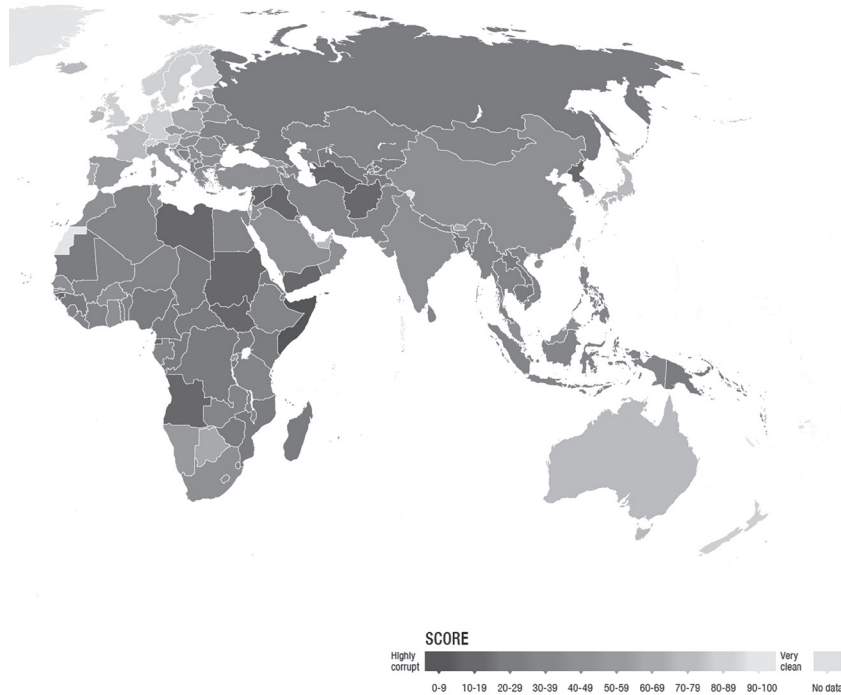 SCORE
Highly
corrupt
Very
clean
0-9 10-19 20-29 30-39 40-49 50-59 60-69 70-79 80-89 90-100 No data